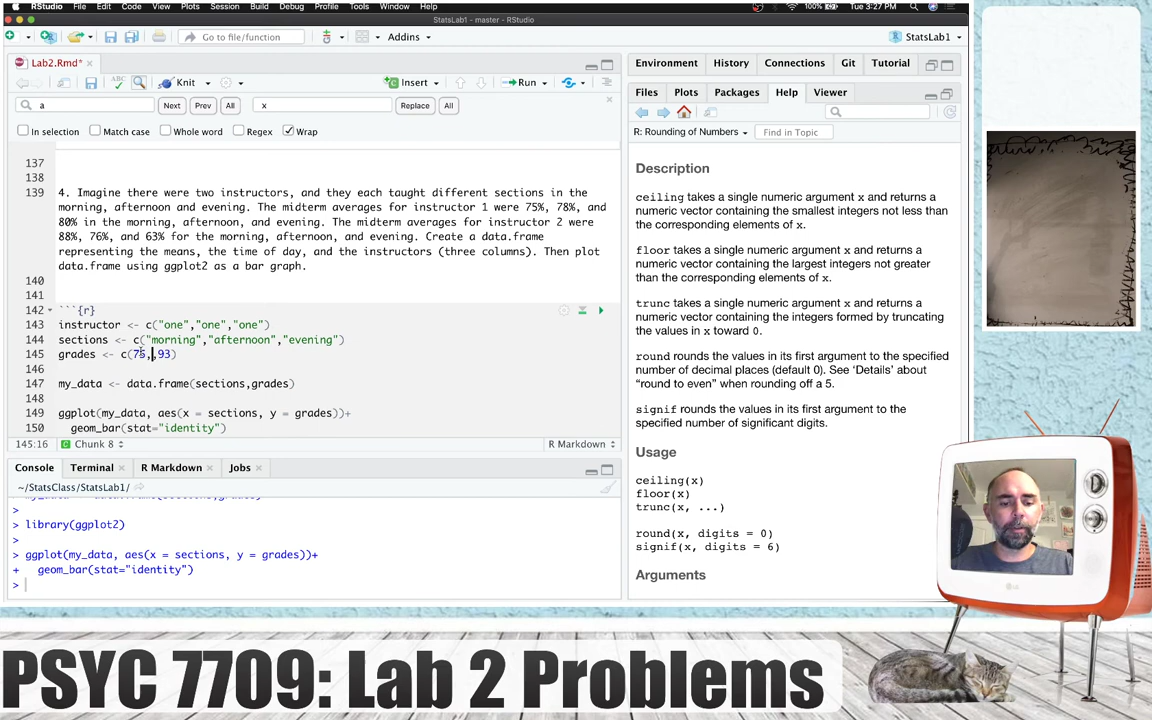 RStudio File Edit Code View Plots Session Build Debug Profile Tools Window Help 100% Tue 3:27 PM
StatsLab1 - master - RStudio
Go to file/function Addins StatsLab1
Lab2.Rmd* Environment History Connections Git Tutorial
Knit Insert Run
Files Plots Packages Help Viewer
a Next Prev All x Replace All
In selection Match case Whole word Regex Wrap
R: Rounding of Numbers Find in Topic
137
138
139 4. Imagine there were two instructors, and they each taught different sections in the
morning, afternoon and evening. The midterm averages for instructor 1 were 75%, 78%, and
80% in the morning, afternoon, and evening. The midterm averages for instructor 2 were
88%, 76%, and 63% for the morning, afternoon, and evening. Create a data.frame
representing the means, the time of day, and the instructors (three columns). Then plot
data.frame using ggplot2 as a bar graph.
140
141
142 ```{r}
143 instructor <- c("one","one","one")
144 sections <- c("morning","afternoon","evening")
145 grades <- c(75,,93)
146
147 my_data <- data.frame(sections,grades)
148
149 ggplot(my_data, aes(x = sections, y = grades))+
150 geom_bar(stat="identity")
145:16 Chunk 8 R Markdown
Console Terminal R Markdown Jobs
~/StatsClass/StatsLab1/
my_data <- data.frame(sections,grades)
>
> library(ggplot2)
>
> ggplot(my_data, aes(x = sections, y = grades))+
+ geom_bar(stat="identity")
>
Description
ceiling takes a single numeric argument x and returns a
numeric vector containing the smallest integers not less than
the corresponding elements of x.
floor takes a single numeric argument x and returns a
numeric vector containing the largest integers not greater
than the corresponding elements of x.
trunc takes a single numeric argument x and returns a
numeric vector containing the integers formed by truncating
the values in x toward 0.
round rounds the values in its first argument to the specified
number of decimal places (default 0). See ‘Details’ about
“round to even” when rounding off a 5.
signif rounds the values in its first argument to the
specified number of significant digits.
Usage
ceiling(x)
floor(x)
trunc(x, ...)
round(x, digits = 0)
signif(x, digits = 6)
Arguments
LG
PSYC 7709: Lab 2 Problems